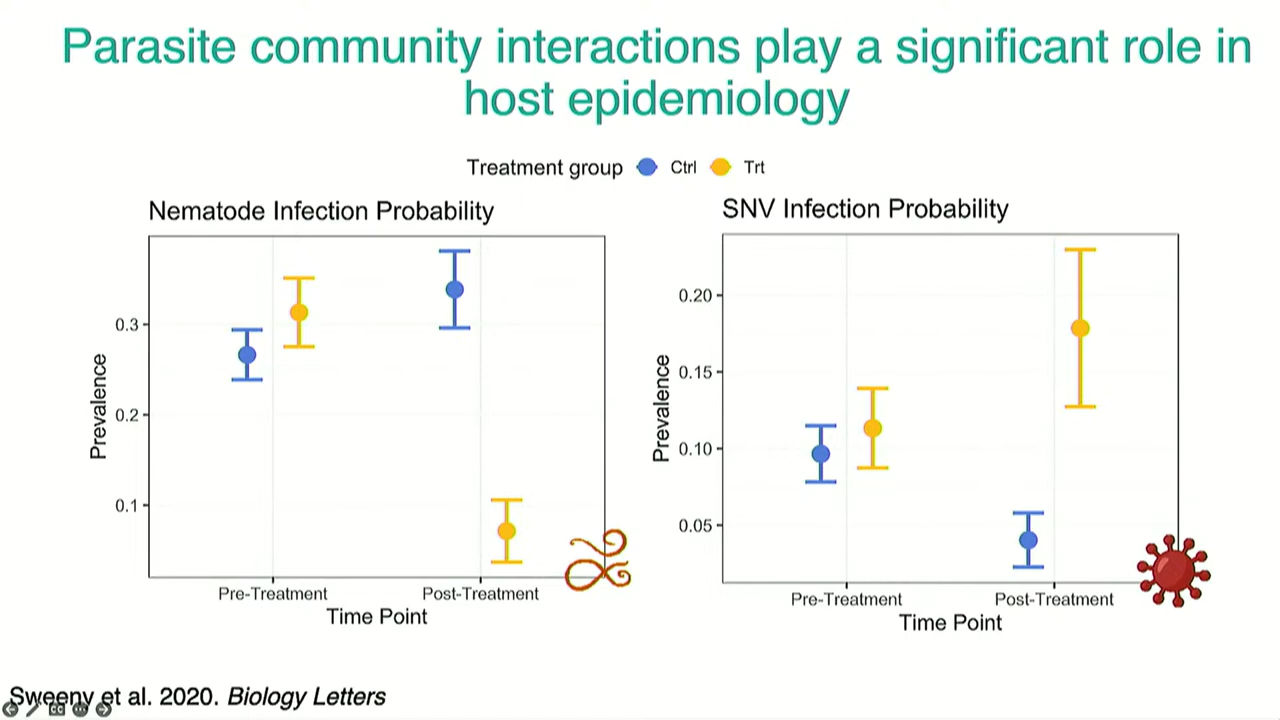 Parasite community interactions play a significant role in
host epidemiology
Treatment group Ctrl Trt
Nematode Infection Probability
Prevalence
0.3
0.2
0.1
Pre-Treatment Post-Treatment
Time Point
SNV Infection Probability
Prevalence
0.20
0.15
0.10
0.05
Pre-Treatment Post-Treatment
Time Point
Sweeny et al. 2020. Biology Letters